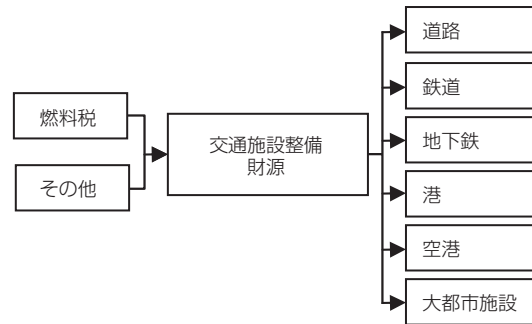 燃料税
その他
交通施設整備
財源
道路
鉄道
地下鉄
港
空港
大都市施設